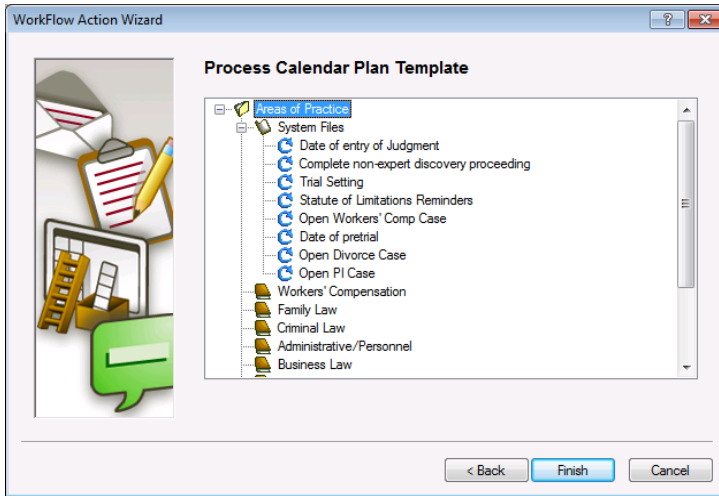 WorkFlow Action Wizard
Process Calendar Plan Template
Areas of Practice
System Files
Date of entry of Judgment
Complete non-expert discovery proceeding
Trial Setting
Statute of Limitations Reminders
Open Workers' Comp Case
Date of pretrial
Open Divorce Case
Open PI Case
Workers' Compensation
Family Law
Criminal Law
Administrative/Personnel
Business Law
< Back
Finish
Cancel